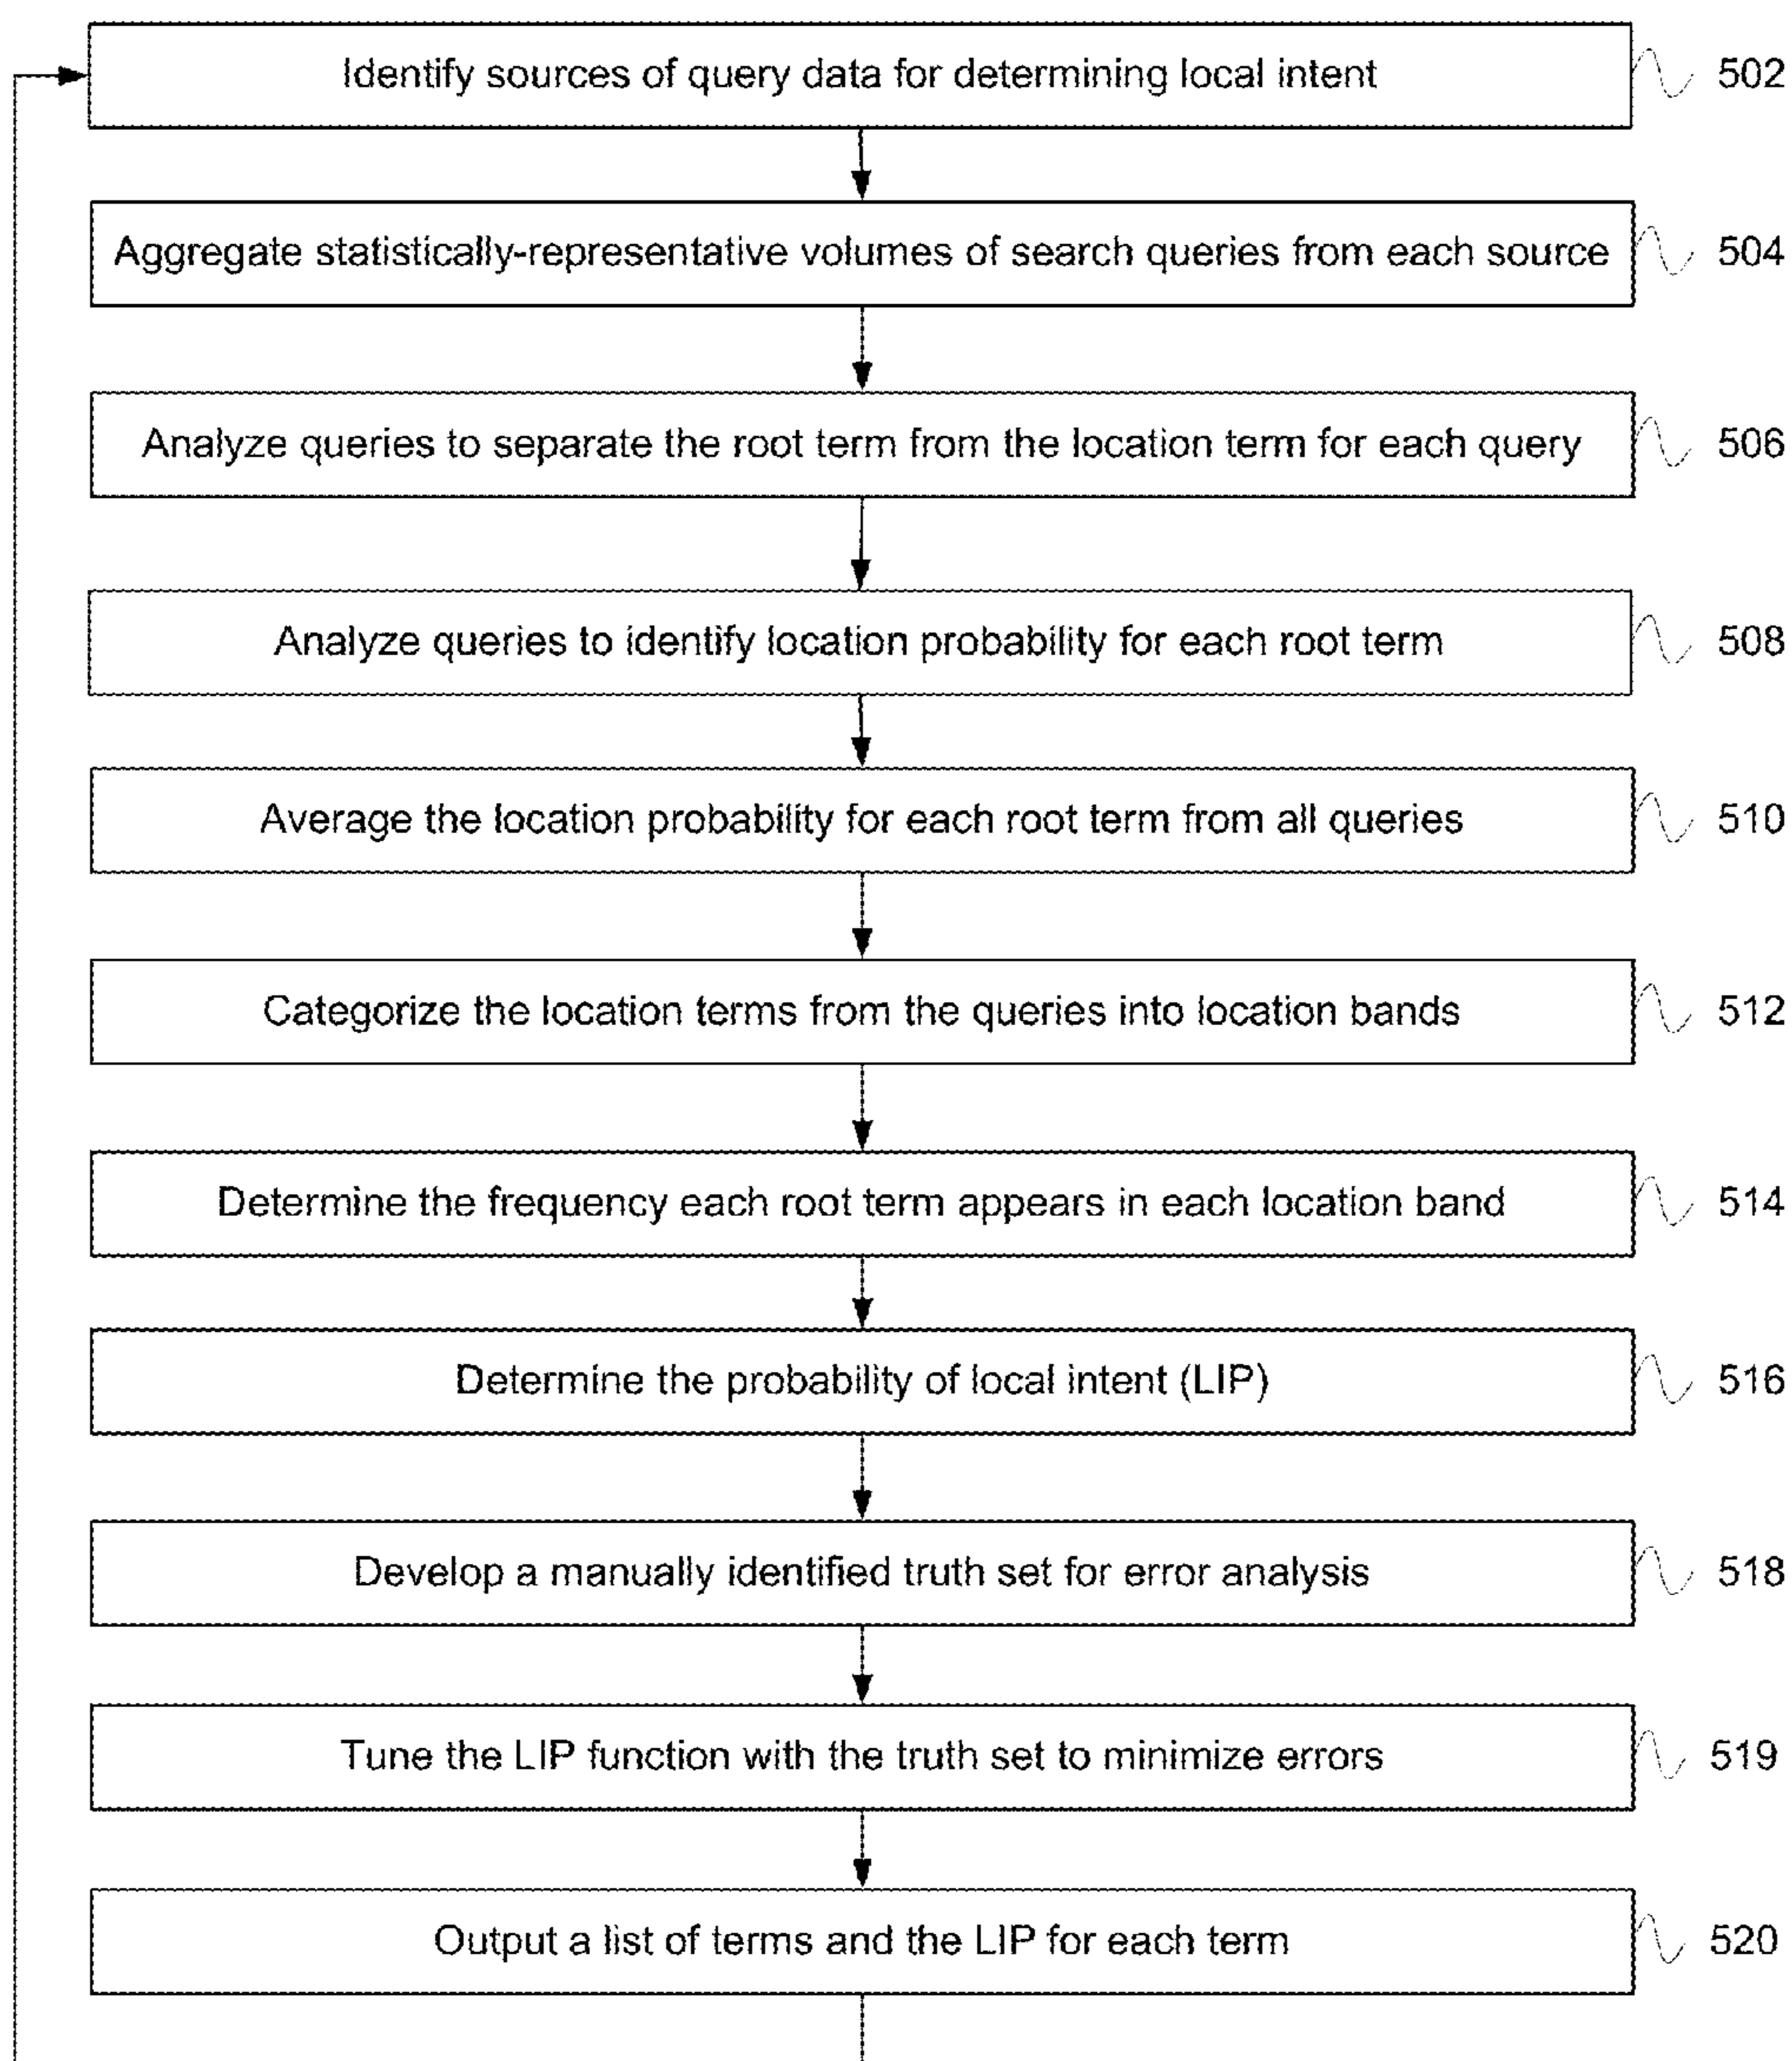 Identify sources of query data for determining local intent
502
Aggregate statistically-representative volumes of search queries from each source
504
Analyze queries to separate the root term from the location term for each query
506
Analyze queries to identify location probability for each root term
508
Average the location probability for each root term from all queries
510
Categorize the location terms from the queries into location bands
512
Determine the frequency each root term appears in each location band
514
Determine the probability of local intent (LIP)
516
Develop a manually identified truth set for error analysis
518
Tune the LIP function with the truth set to minimize errors
519
Output a list of terms and the LIP for each term
520